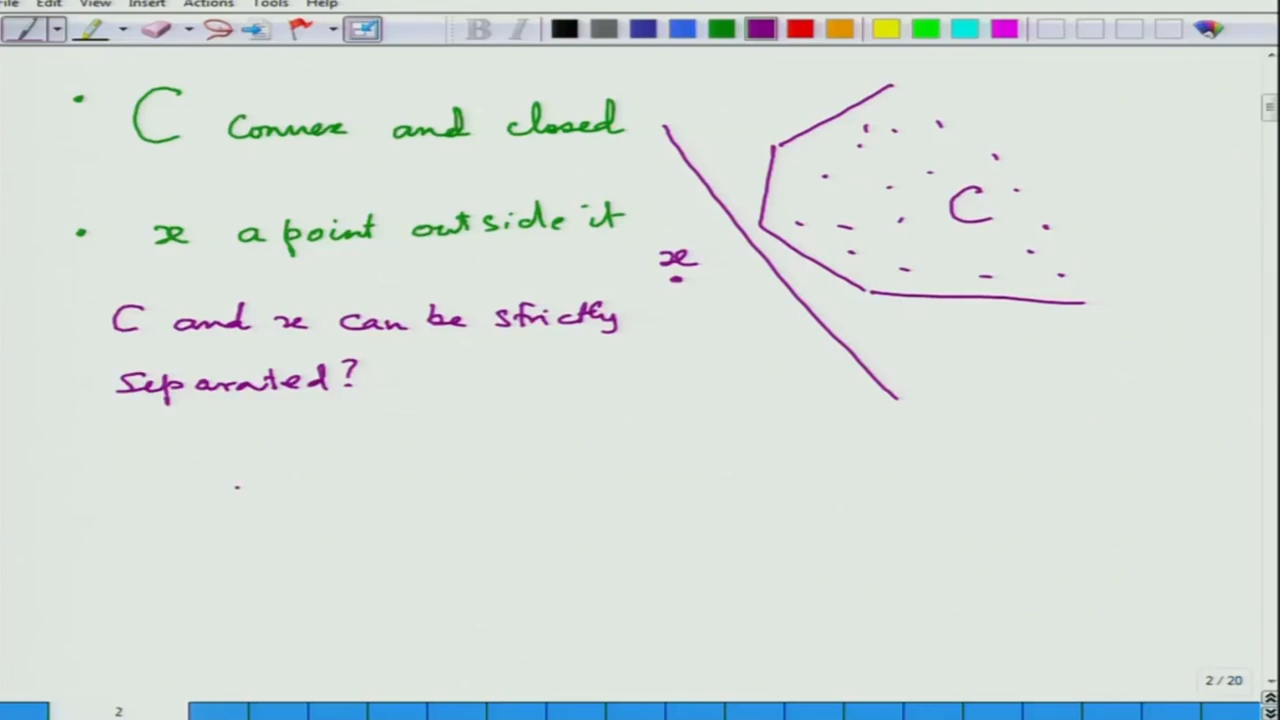 File Edit View Insert Actions Tools Help
B I
• C convex and closed
• x a point outside it
C and x can be strictly
separated?
C
x
2 / 20
2